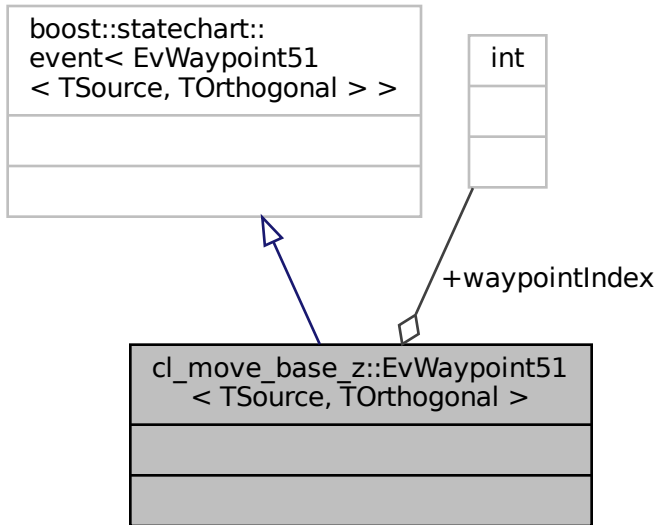 boost::statechart::
event< EvWaypoint51
< TSource, TOrthogonal > >
int
+waypointIndex
cl_move_base_z::EvWaypoint51
< TSource, TOrthogonal >